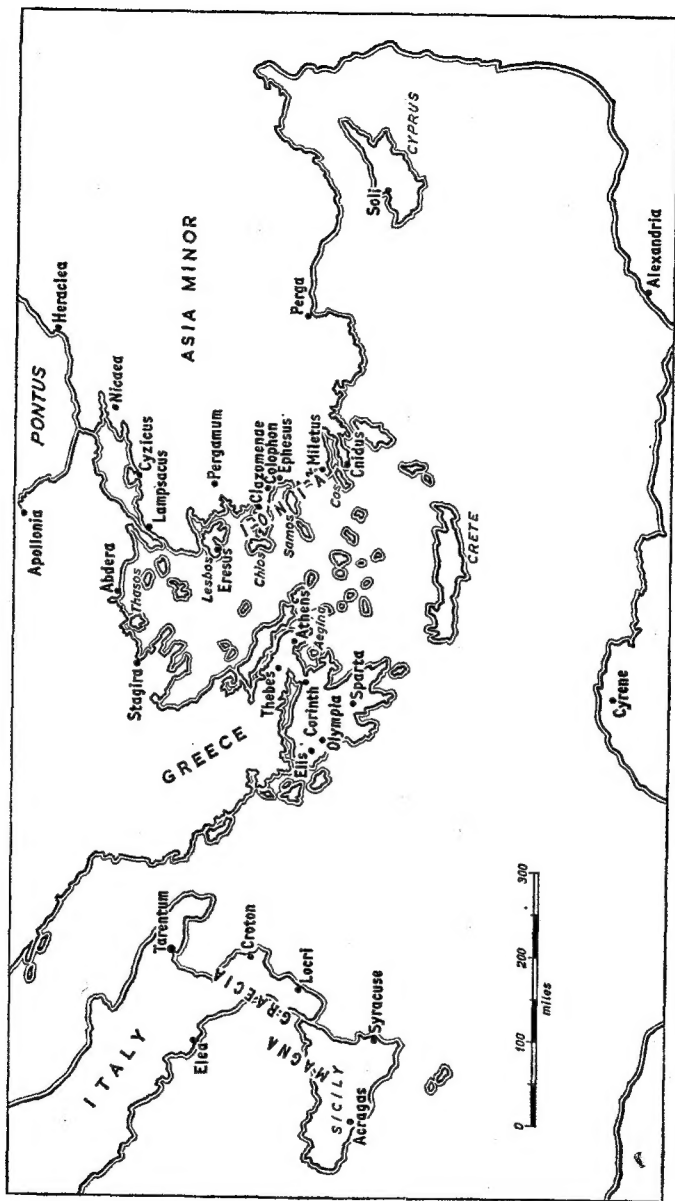 PONTUS
Apollonia
Heraclea
Abdera
Thasos
Nicaea
Cyzicus
Lampsacus
Stagira
ASIA MINOR
Pergamum
Lesbos
Eresus
GREECE
Clazomenae
Colophon
Ephesus
Chios
IONIA
Samos
Miletus
Cos
Cnidus
Perga
Thebes
Athens
Aegina
Corinth
Elis
Olympia
Sparta
CRETE
Soli
CYPRUS
ITALY
Tarentum
Elea
Croton
MAGNA GRAECIA
Locri
SICILY
Syracuse
Acragas
Cyrene
Alexandria
0 100 200 300
miles